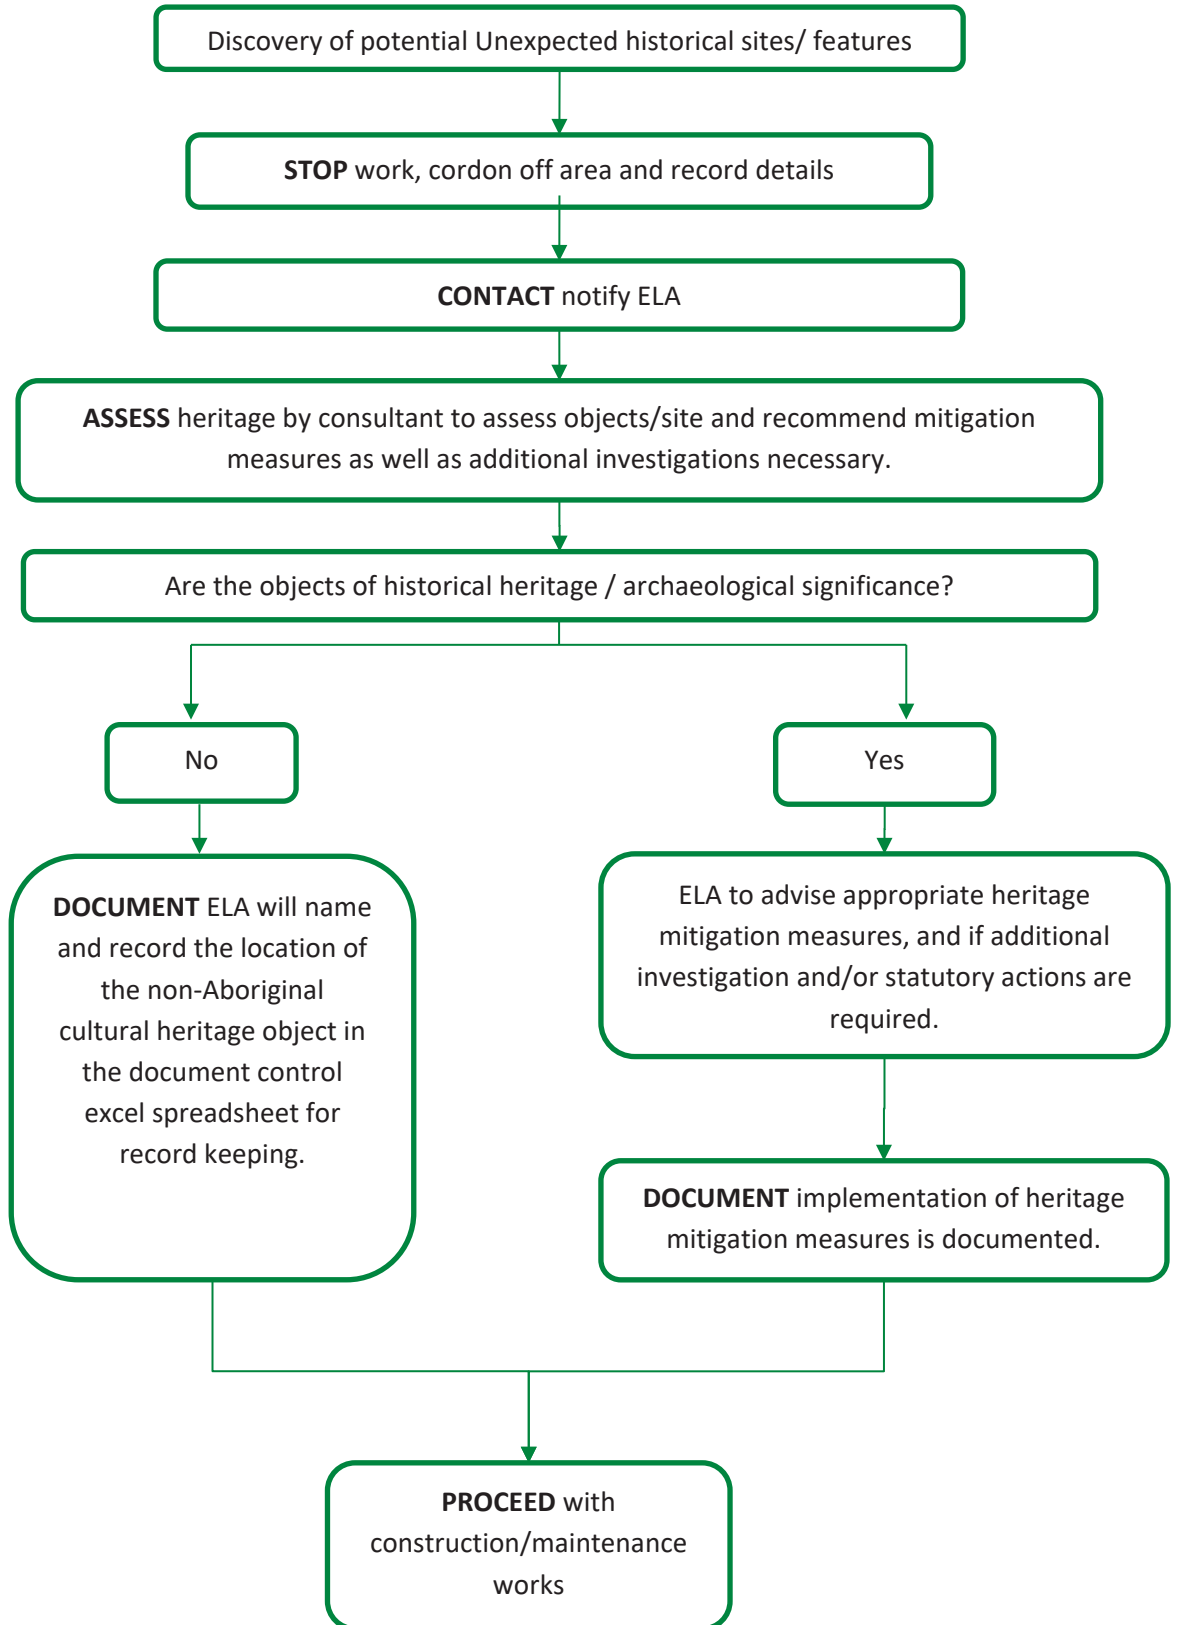 Discovery of potential Unexpected historical sites/ features
STOP work, cordon off area and record details
CONTACT notify ELA
ASSESS heritage by consultant to assess objects/site and recommend mitigation
measures as well as additional investigations necessary.
Are the objects of historical heritage / archaeological significance?
No
Yes
DOCUMENT ELA will name
and record the location of
the non-Aboriginal
cultural heritage object in
the document control
excel spreadsheet for
record keeping.
ELA to advise appropriate heritage
mitigation measures, and if additional
investigation and/or statutory actions are
required.
DOCUMENT implementation of heritage
mitigation measures is documented.
PROCEED with
construction/maintenance
works